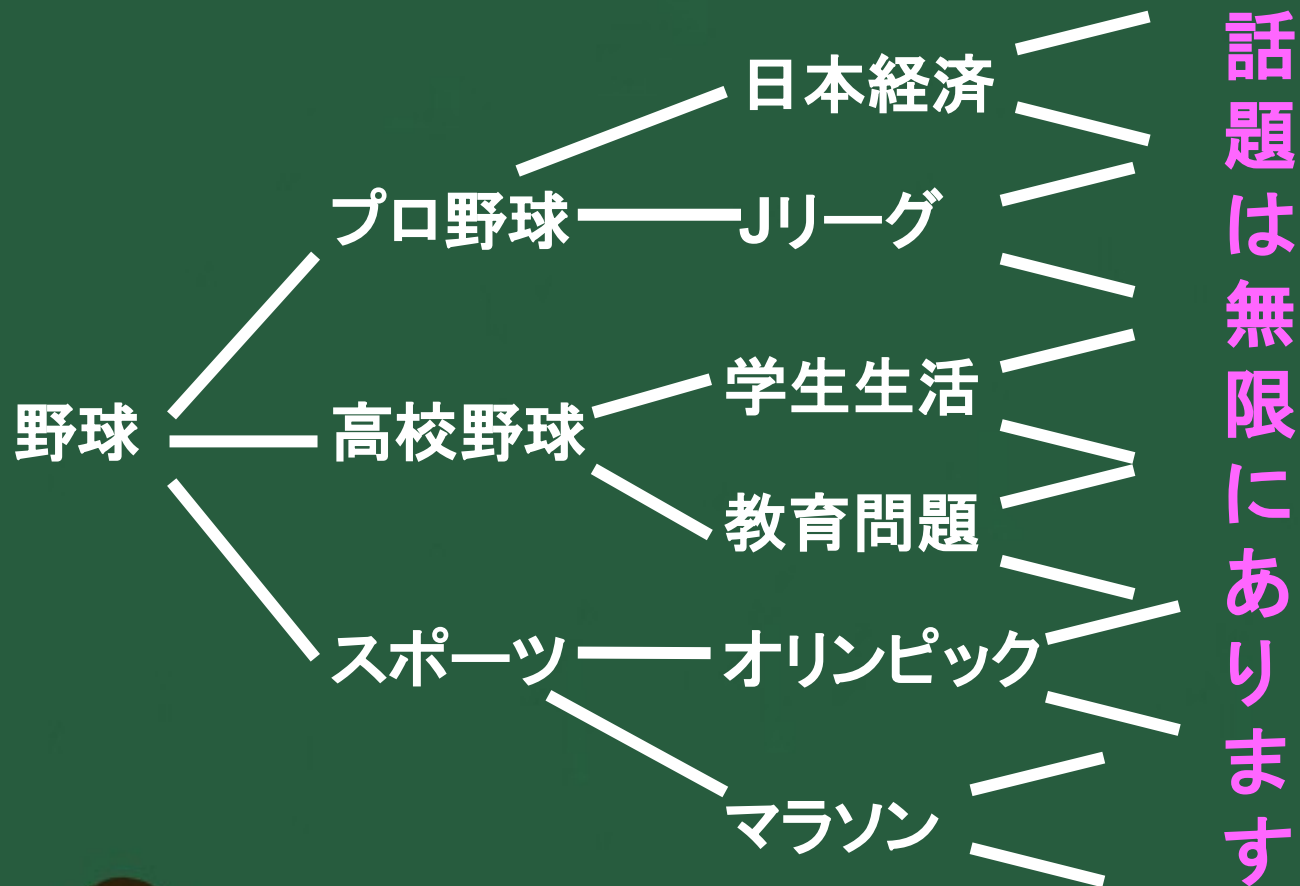 野球
プロ野球
高校野球
スポーツ
日本経済
Jリーグ
学生生活
教育問題
オリンピック
マラソン
話題は無限にあります